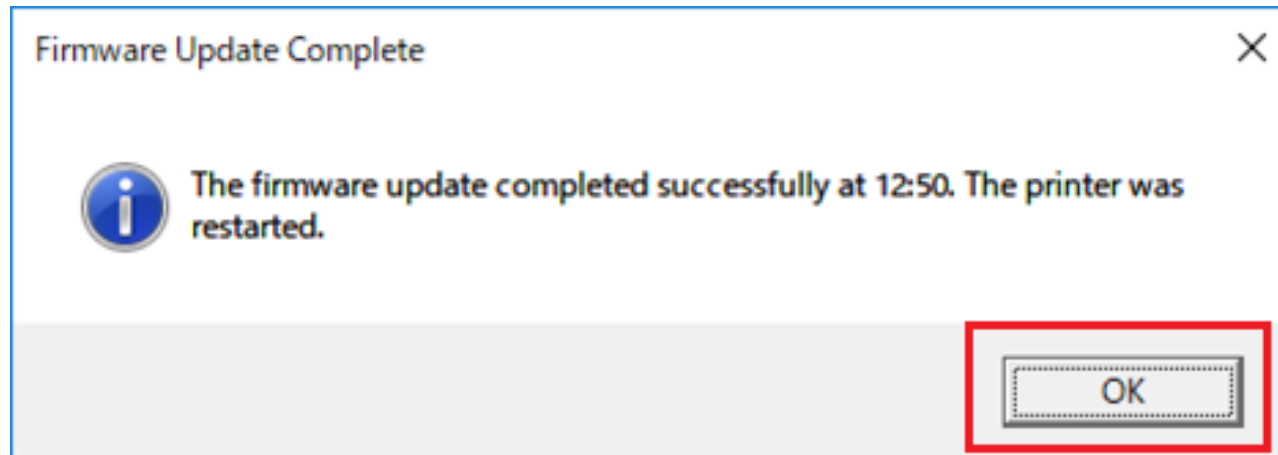 Firmware Update Complete
The firmware update completed successfully at 12:50. The printer was
restarted.
OK